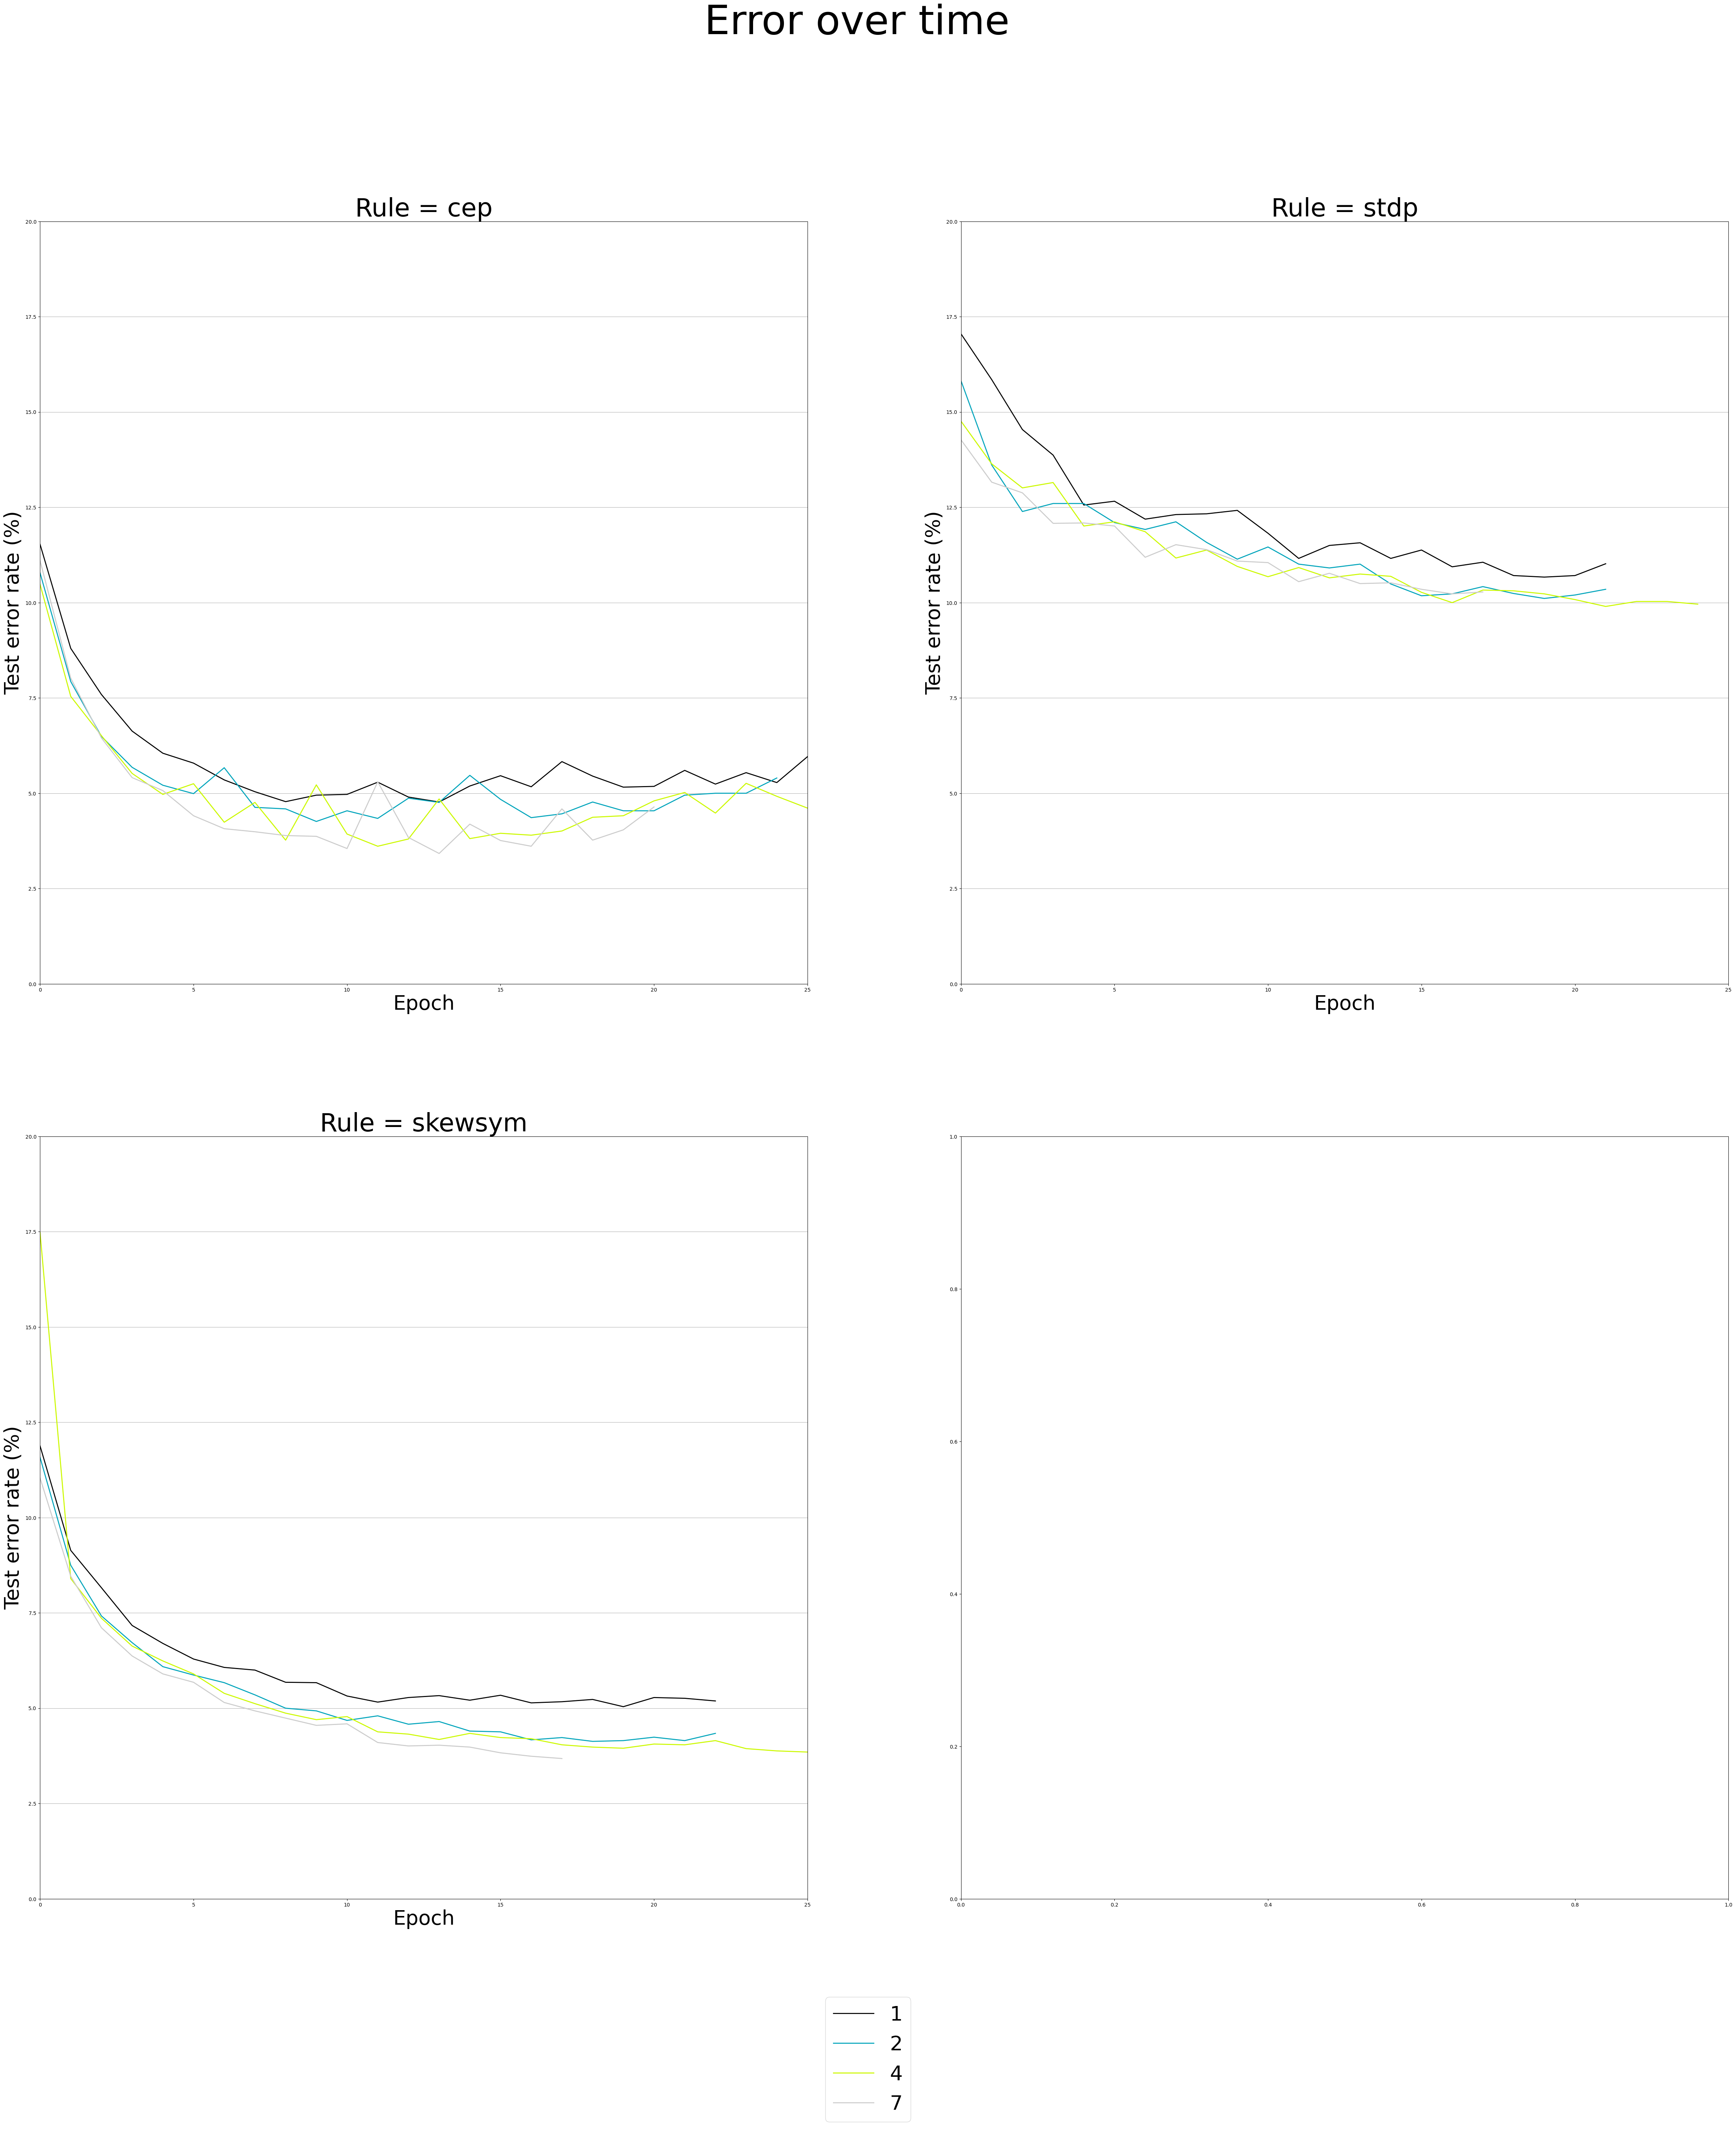 Error over time
Rule = cep
20.0
17.5
15.0
12.5
10.0
7.5
5.0
2.5
0.0
Test error rate (%)
0 5 10 15 20 25
Epoch
Rule = stdp
20.0
17.5
15.0
12.5
10.0
7.5
5.0
2.5
0.0
Test error rate (%)
0 5 10 15 20 25
Epoch
Rule = skewsym
20.0
17.5
15.0
12.5
10.0
7.5
5.0
2.5
0.0
Test error rate (%)
0 5 10 15 20 25
Epoch
1.0
0.8
0.6
0.4
0.2
0.0
0.0 0.2 0.4 0.6 0.8 1.0
1
2
4
7